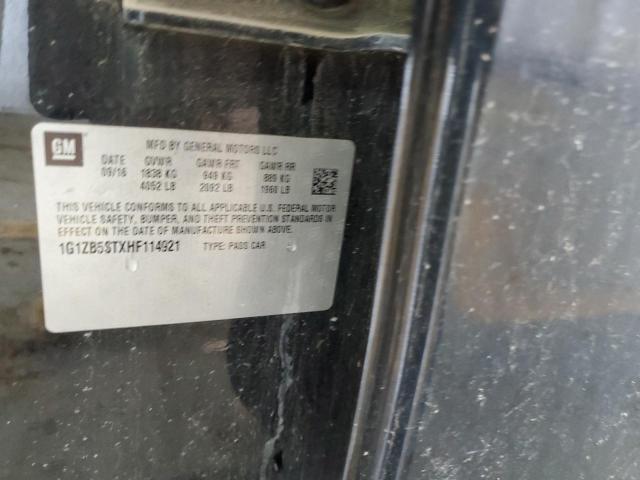 GM
MFD BY GENERAL MOTORS LLC
DATE GVWR GAWR FRT GAWR RR
09/16 1838 KG 949 KG 889 KG
4052 LB 2092 LB 1960 LB
THIS VEHICLE CONFORMS TO ALL APPLICABLE U.S. FEDERAL MOTOR
VEHICLE SAFETY, BUMPER, AND THEFT PREVENTION STANDARDS IN
EFFECT ON THE DATE OF MANUFACTURE SHOWN ABOVE.
1G1ZB5STXHF114921 TYPE: PASS CAR